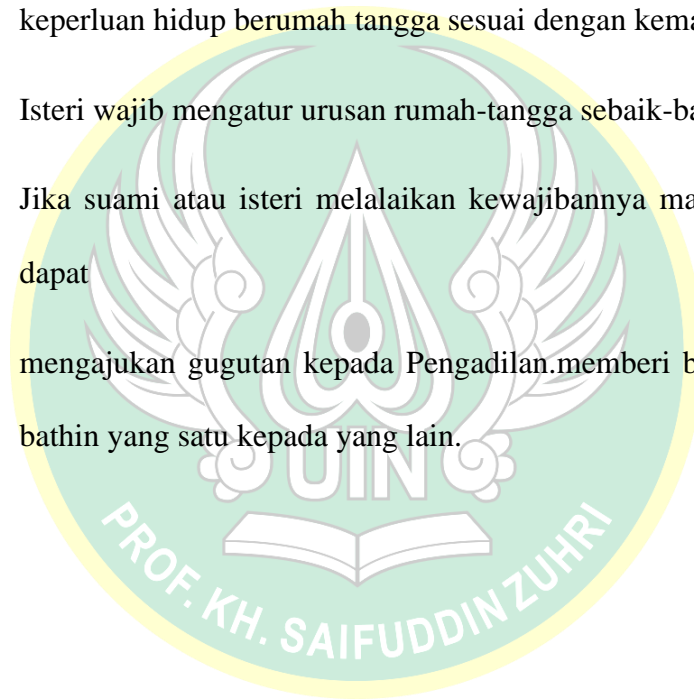 keperluan hidup berumah tangga sesuai dengan kema
Isteri wajib mengatur urusan rumah-tangga sebaik-ba
Jika suami atau isteri melalaikan kewajibannya ma
dapat
mengajukan gugutan kepada Pengadilan.memberi b
bathin yang satu kepada yang lain.
UIN
PROF. KH. SAIFUDDIN ZUHRI